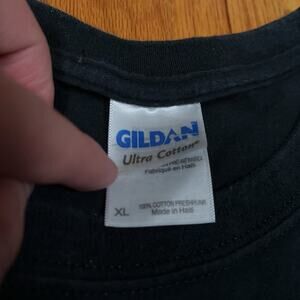 GILDAN
Ultra Cotton®
Fabriqué en Haïti
XL
100% COTTON PRESHRUNK
Made in Haiti